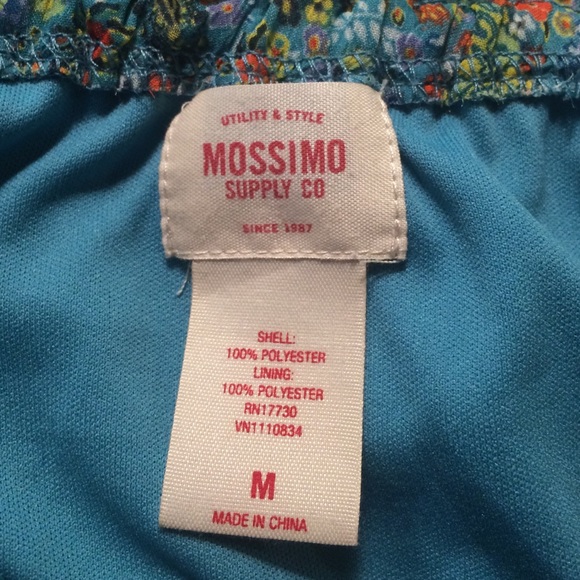 UTILITY & STYLE
MOSSIMO
SUPPLY CO
SINCE 1987
SHELL:
100% POLYESTER
LINING:
100% POLYESTER
RN17730
VN1110834
M
MADE IN CHINA